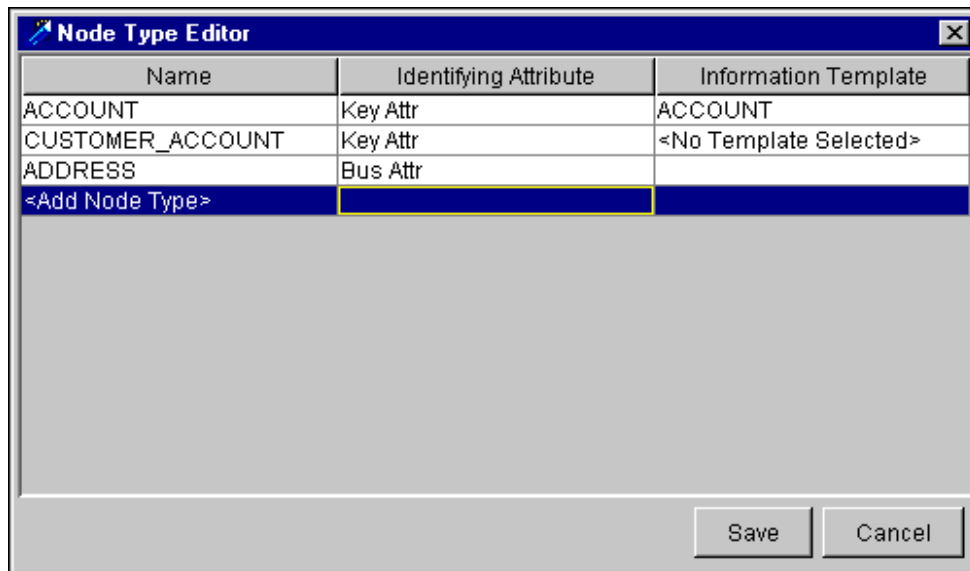 Node Type Editor
Name Identifying Attribute Information Template
ACCOUNT Key Attr ACCOUNT
CUSTOMER_ACCOUNT Key Attr <No Template Selected>
ADDRESS Bus Attr
<Add Node Type>
Save Cancel